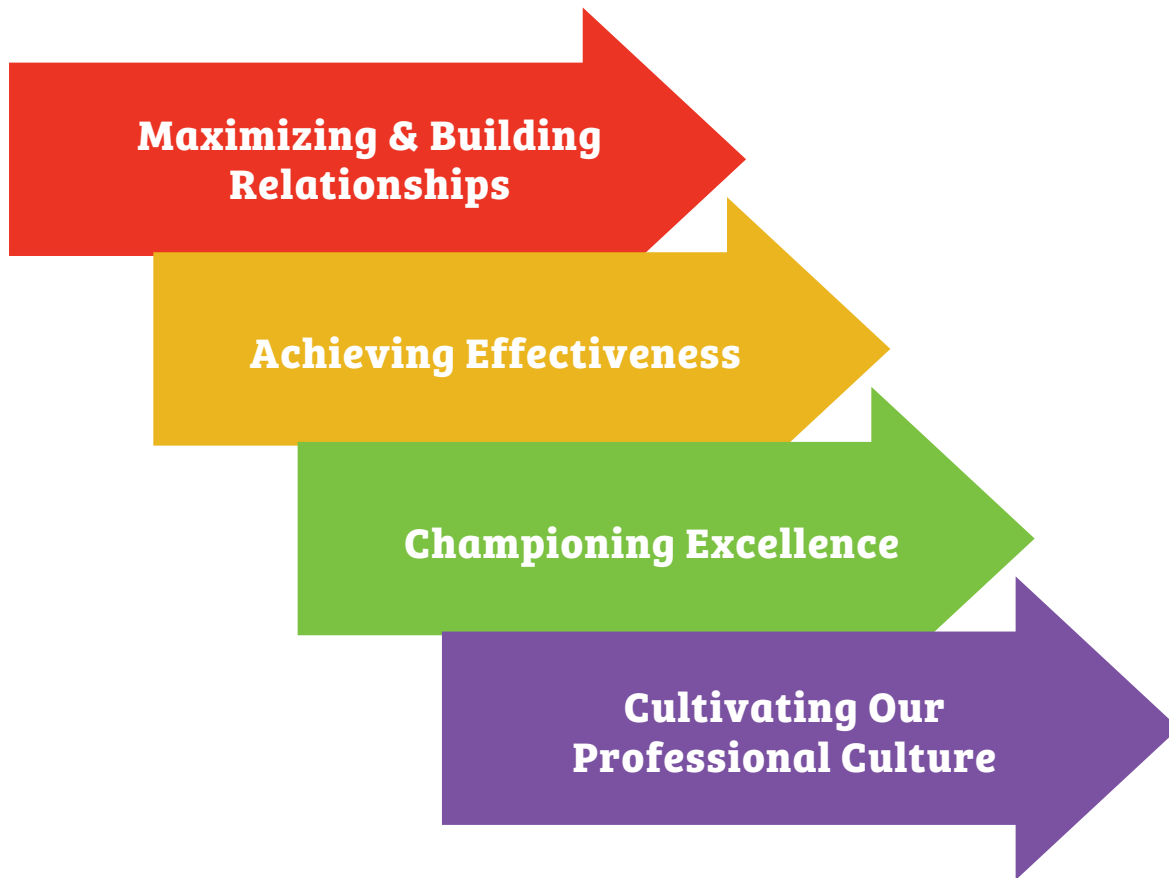 Maximizing & Building
Relationships
Achieving Effectiveness
Championing Excellence
Cultivating Our
Professional Culture